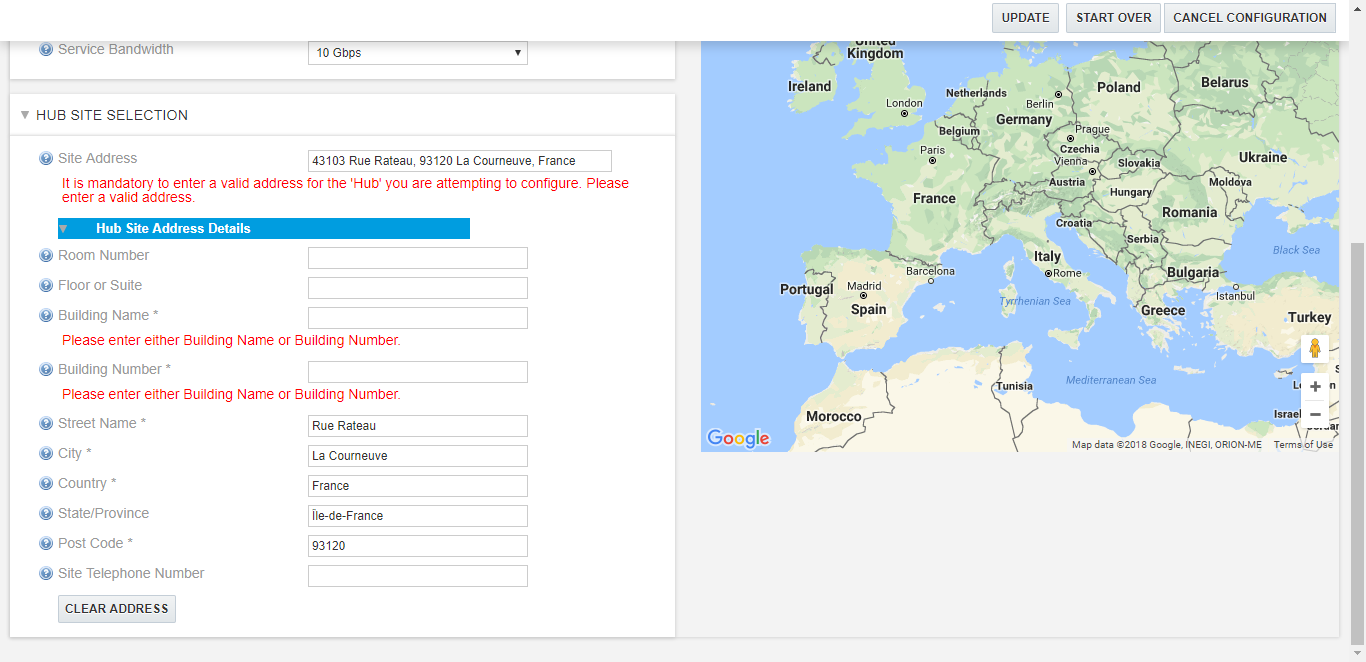 UPDATE START OVER CANCEL CONFIGURATION
Service Bandwidth 10 Gbps
HUB SITE SELECTION
Site Address 43103 Rue Rateau, 93120 La Courneuve, France
It is mandatory to enter a valid address for the 'Hub' you are attempting to configure. Please
enter a valid address.
Hub Site Address Details
Room Number
Floor or Suite
Building Name *
Please enter either Building Name or Building Number.
Building Number *
Please enter either Building Name or Building Number.
Street Name * Rue Rateau
City * La Courneuve
Country * France
State/Province Île-de-France
Post Code * 93120
Site Telephone Number
CLEAR ADDRESS
United
Kingdom
Ireland
Netherlands
Poland
Belarus
London
Berlin
Germany
Belgium
Prague
Paris
Czechia
Vienna
Slovakia
Ukraine
Austria
Moldova
France
Hungary
Romania
Croatia
Serbia
Black Sea
Italy
Barcelona
Rome
Bulgaria
Portugal
Madrid
Istanbul
Tyrrhenian Sea
Spain
Greece
Turkey
Mediterranean Sea
Tunisia
Morocco
Israel
Google
Map data ©2018 Google, INEGI, ORION-ME Terms of Use